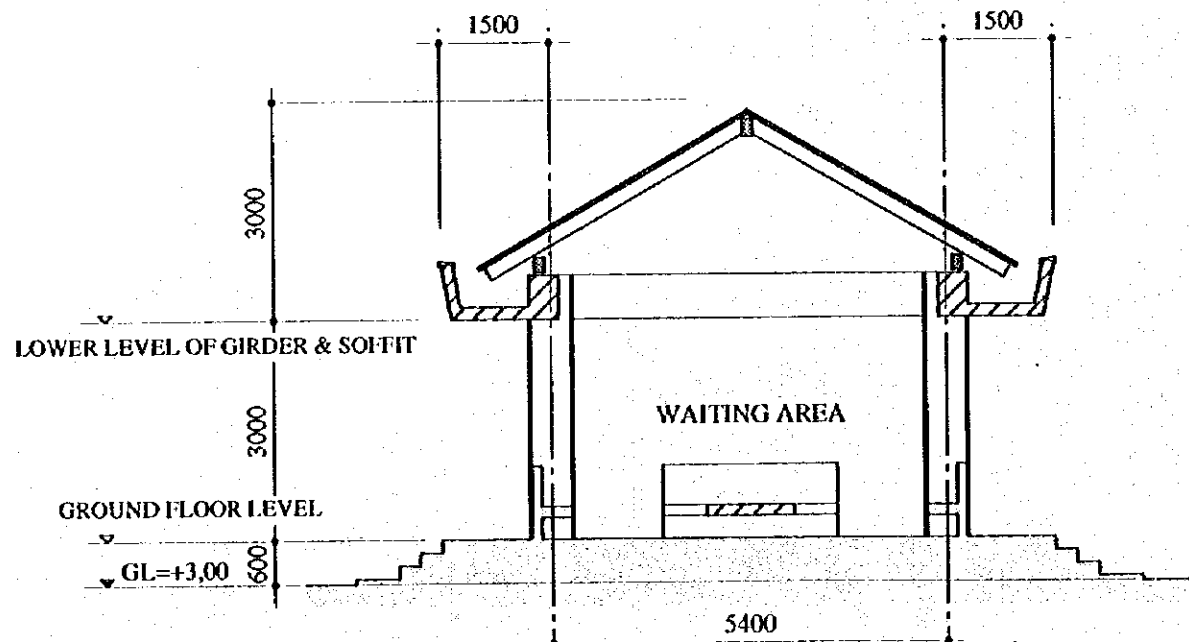 1500
1500
3000
LOWER LEVEL OF GIRDER & SOFFIT
3000
WAITING AREA
GROUND FLOOR LEVEL
600
GL=+3,00
5400